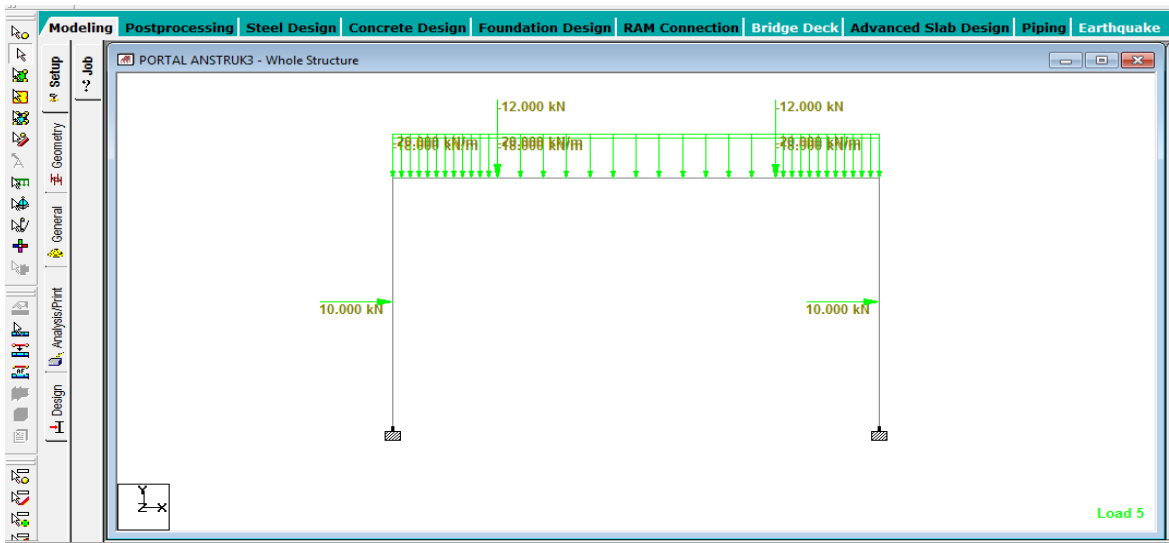 Modeling Postprocessing Steel Design Concrete Design Foundation Design RAM Connection Bridge Deck Advanced Slab Design Piping Earthquake
Setup
Geometry
General
Analysis/Print
Design
? Job
PORTAL ANSTRUK3 - Whole Structure
-12.000 kN -12.000 kN
10.000 kN 10.000 kN
Y
Z X
Load 5